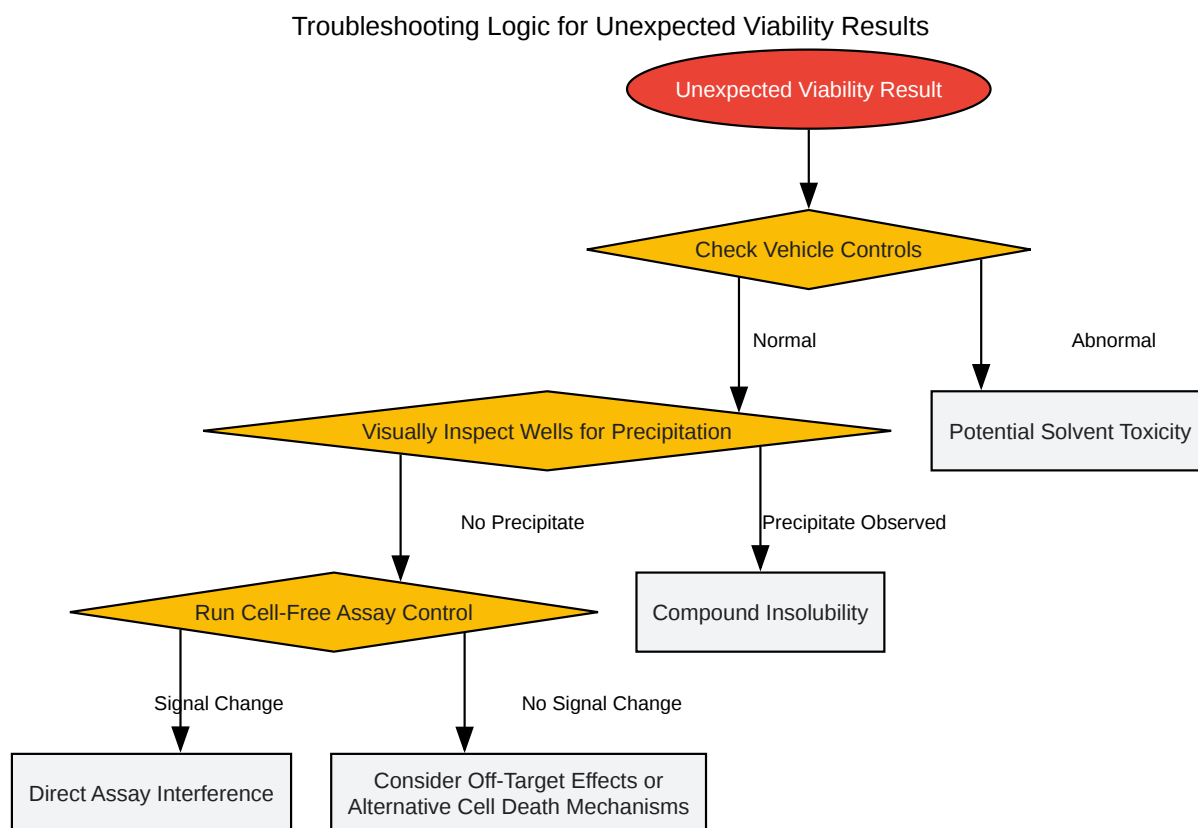 Troubleshooting Logic for Unexpected Viability Results
Unexpected Viability Result
Check Vehicle Controls
Normal
Abnormal
Visually Inspect Wells for Precipitation
Potential Solvent Toxicity
No Precipitate
Precipitate Observed
Run Cell-Free Assay Control
Compound Insolubility
Signal Change
No Signal Change
Direct Assay Interference
Consider Off-Target Effects or
Alternative Cell Death Mechanisms